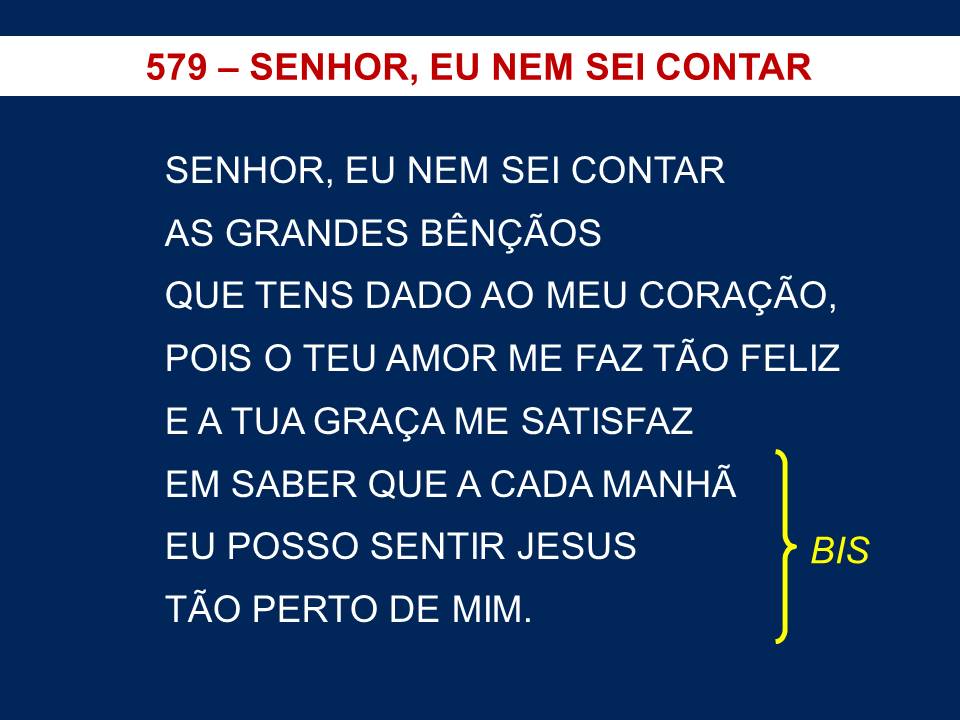 579 – SENHOR, EU NEM SEI CONTAR
SENHOR, EU NEM SEI CONTAR
AS GRANDES BÊNÇÃOS
QUE TENS DADO AO MEU CORAÇÃO,
POIS O TEU AMOR ME FAZ TÃO FELIZ
E A TUA GRAÇA ME SATISFAZ
EM SABER QUE A CADA MANHÃ
EU POSSO SENTIR JESUS
TÃO PERTO DE MIM.
BIS